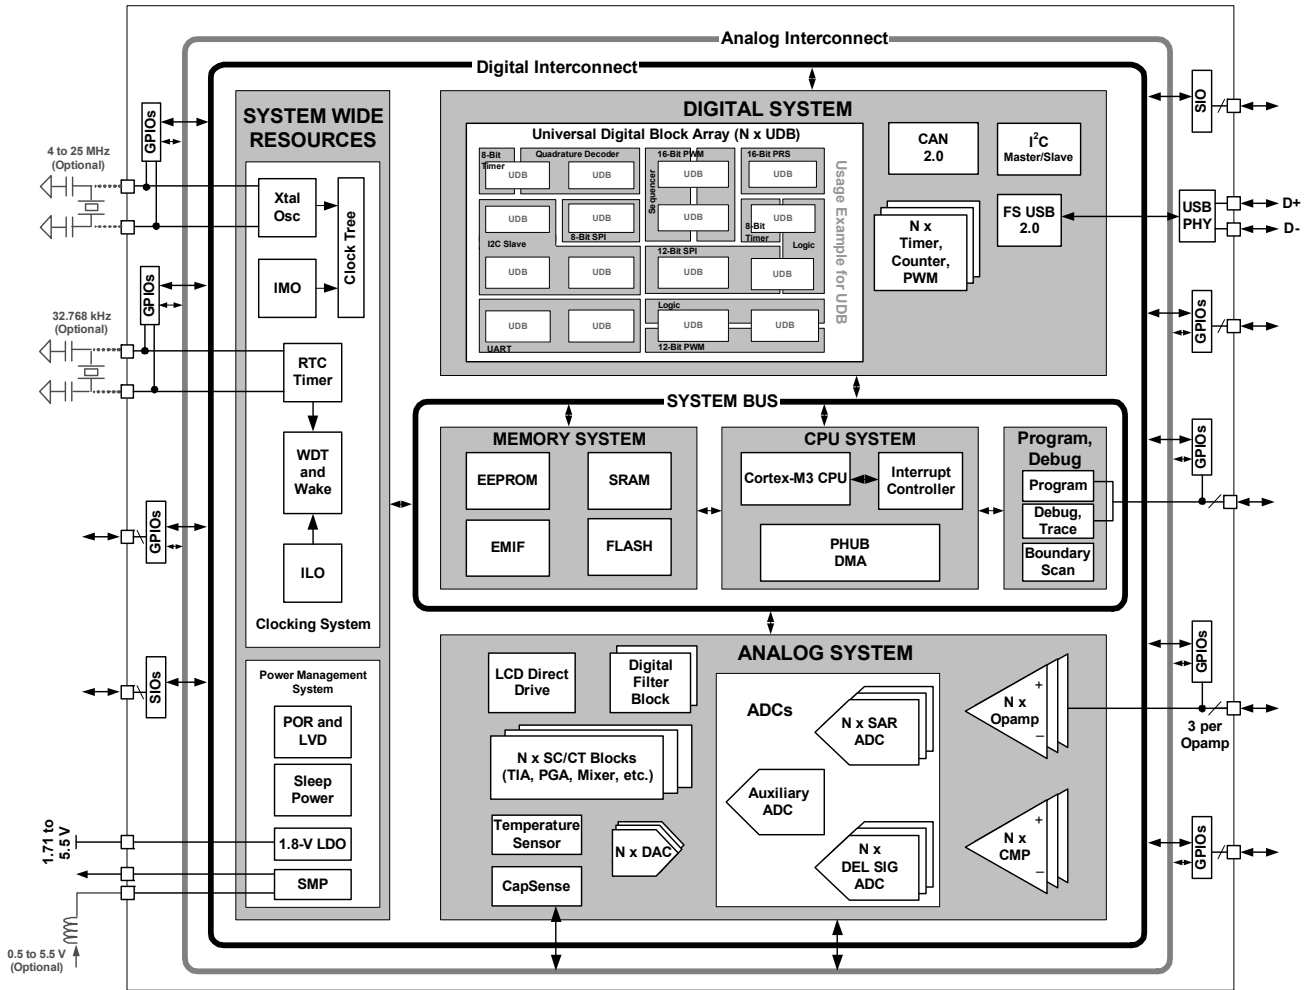 Analog Interconnect
Digital Interconnect
SYSTEM WIDE
RESOURCES
Xtal
Osc
IMO
Clock Tree
RTC
Timer
WDT
and
Wake
ILO
Clocking System
Power Management
System
POR and
LVD
Sleep
Power
1.8-V LDO
SMP
4 to 25 MHz
(Optional)
32.768 kHz
(Optional)
GPIOs
GPIOs
GPIOs
SIOs
1.71 to
5.5 V
0.5 to 5.5 V
(Optional)
DIGITAL SYSTEM
Universal Digital Block Array (N x UDB)
8-Bit
Timer
Quadrature Decoder
16-Bit PWM
16-Bit PRS
UDB
UDB
UDB
UDB
Sequencer
UDB
UDB
UDB
UDB
I2C Slave
8-Bit SPI
8-Bit
Timer
Logic
12-Bit SPI
UDB
UDB
UDB
UDB
Logic
UDB
UDB
UDB
UDB
UART
12-Bit PWM
Usage Example for UDB
CAN
2.0
I2C
Master/Slave
N x
Timer,
Counter,
PWM
FS USB
2.0
SYSTEM BUS
MEMORY SYSTEM
EEPROM
SRAM
EMIF
FLASH
CPU SYSTEM
Cortex-M3 CPU
Interrupt
Controller
PHUB
DMA
Program,
Debug
Program
Debug,
Trace
Boundary
Scan
ANALOG SYSTEM
LCD Direct
Drive
Digital
Filter
Block
N x SC/CT Blocks
(TIA, PGA, Mixer, etc.)
Temperature
Sensor
N x DAC
CapSense
ADCs
N x SAR
ADC
Auxiliary
ADC
N x
DEL SIG
ADC
+
N x
Opamp
–
+
N x
CMP
–
SIO
USB
PHY
D+
D-
GPIOs
GPIOs
GPIOs
3 per
Opamp
GPIOs